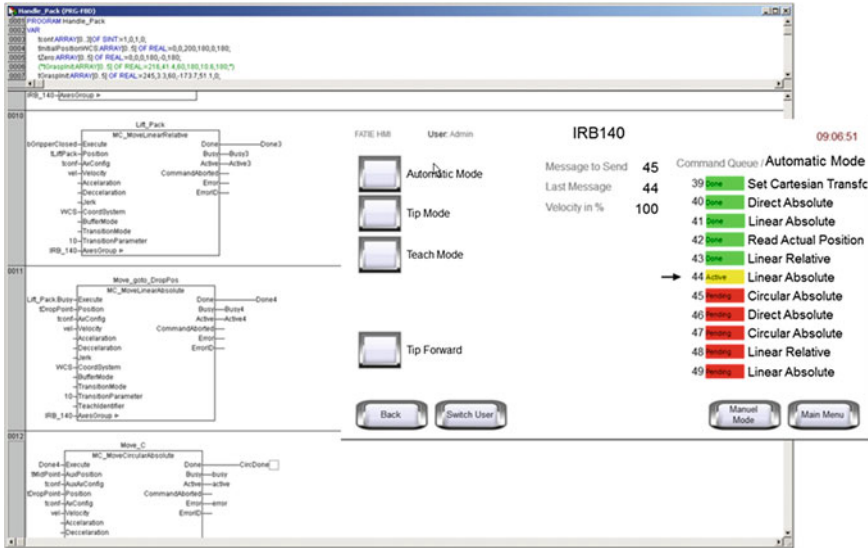 Handle_Pack (PRG-FBD)
0001 PROGRAM Handle_Pack
0002 VAR
0003 tconf:ARRAY[0..3]OF SINT:=1,0,1,0;
0004 tInitialPositionWCS:ARRAY[0..5] OF REAL:=0,0,200,180,0,180;
0005 tZero:ARRAY[0..5] OF REAL:=0,0,0,180,-0,180;
0006 (*tGraspInit:ARRAY[0..5] OF REAL:=218,41.4,60,180,10.6,180;*)
0007 tGraspInit:ARRAY[0..5] OF REAL:=245,3.3,60,-173.7,51.1,0;
IRB_140 AxesGroup
0010
Lift_Pack
MC_MoveLinearRelative
bGripperClosed Execute Done Done3
tLiftPack Position Busy Busy3
tconf AxConfig Active Active3
vel Velocity CommandAborted
Accelaration Error
Deccelaration ErrorID
Jerk
WCS CoordSystem
BufferMode
TransitionMode
10 TransitionParameter
IRB_140 AxesGroup
0011
Move_goto_DropPos
MC_MoveLinearAbsolute
Lift_Pack.Busy Execute Done Done4
tDropPoint Position Busy Busy4
tconf AxConfig Active Active4
vel Velocity CommandAborted
Accelaration Error
Deccelaration ErrorID
Jerk
WCS CoordSystem
BufferMode
TransitionMode
10 TransitionParameter
TeachIdentifier
IRB_140 AxesGroup
0012
Move_C
MC_MoveCircularAbsolute
Done4 Execute Done CircDone
tMidPoint AuxPosition Busy busy
tconf AuxAxConfig Active active
tDropPoint Position CommandAborted
tconf AxConfig Error error
vel Velocity ErrorID
Accelaration
Deccelaration
FATIE HMI User: Admin IRB140 09:06:51
Automatic Mode
Tip Mode
Teach Mode
Tip Forward
Message to Send 45
Last Message 44
Velocity in % 100
Command Queue / Automatic Mode
39 Done Set Cartesian Transfo
40 Done Direct Absolute
41 Done Linear Absolute
42 Done Read Actual Position
43 Done Linear Relative
44 Active Linear Absolute
45 Pending Circular Absolute
46 Pending Direct Absolute
47 Pending Circular Absolute
48 Pending Linear Relative
49 Pending Linear Absolute
Back Switch User Manuel Mode Main Menu